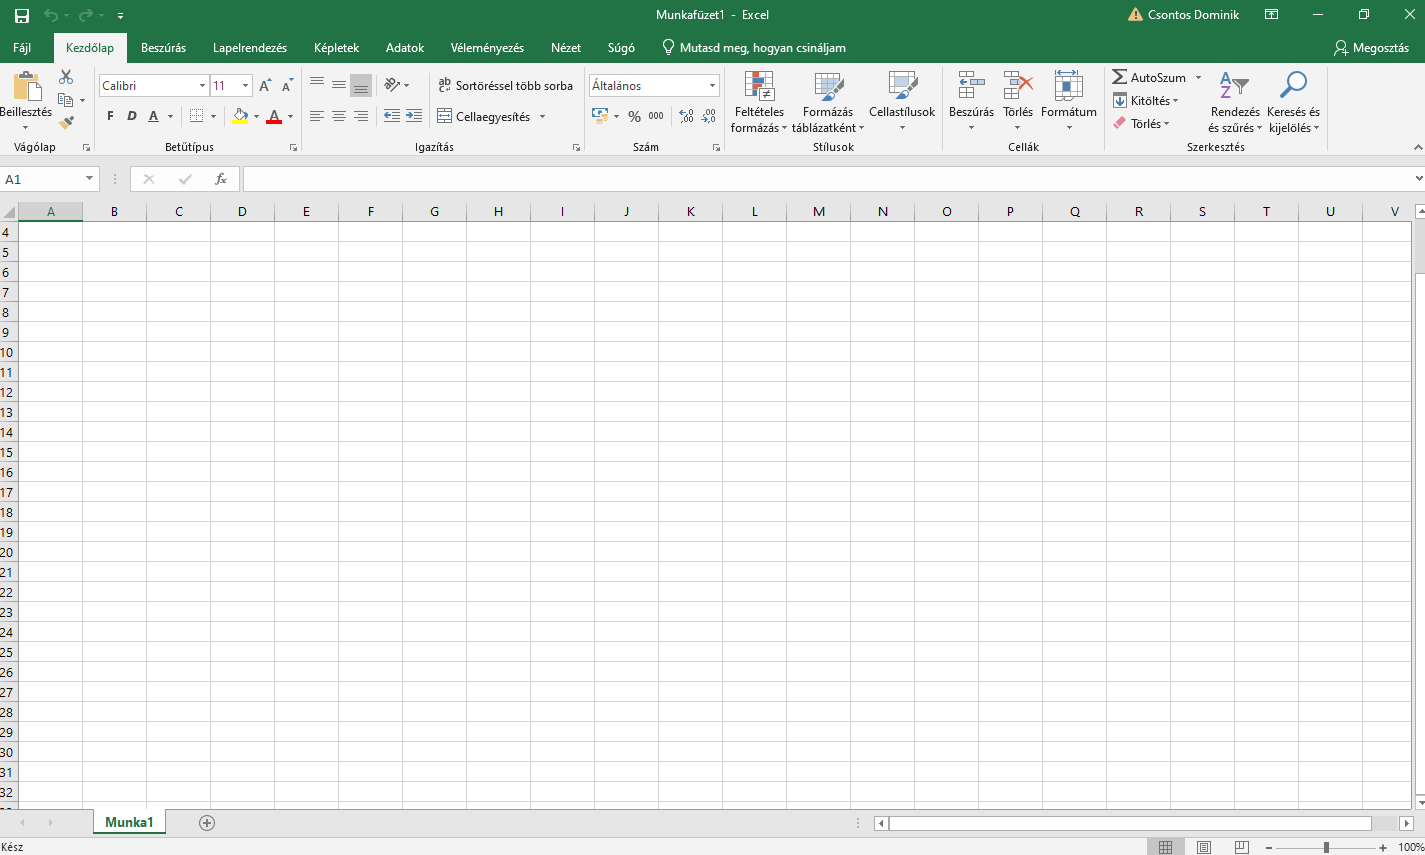 Munkafüzet1 - Excel
Csontos Dominik
Fájl
Kezdőlap
Beszúrás
Lapelrendezés
Képletek
Adatok
Véleményezés
Nézet
Súgó
Mutasd meg, hogyan csináljam
Megosztás
Beillesztés
Vágólap
Calibri
11
F D A
Betűtípus
Sortöréssel több sorba
Cellaegyesítés
Igazítás
Általános
% 000
Szám
Feltételes
formázás
Formázás
táblázatként
Cellastílusok
Stílusok
Beszúrás
Törlés
Formátum
Cellák
AutoSzum
Kitöltés
Törlés
Rendezés
és szűrés
Keresés és
kijelölés
Szerkesztés
A1
fx
A B C D E F G H I J K L M N O P Q R S T U V
4
5
6
7
8
9
10
11
12
13
14
15
16
17
18
19
20
21
22
23
24
25
26
27
28
29
30
31
32
Munka1
Kész
100%